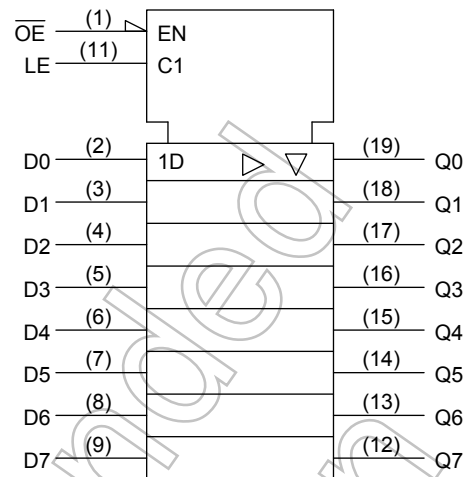 OE (1) EN
LE (11) C1
D0 (2) 1D (19) Q0
D1 (3) (18) Q1
D2 (4) (17) Q2
D3 (5) (16) Q3
D4 (6) (15) Q4
D5 (7) (14) Q5
D6 (8) (13) Q6
D7 (9) (12) Q7